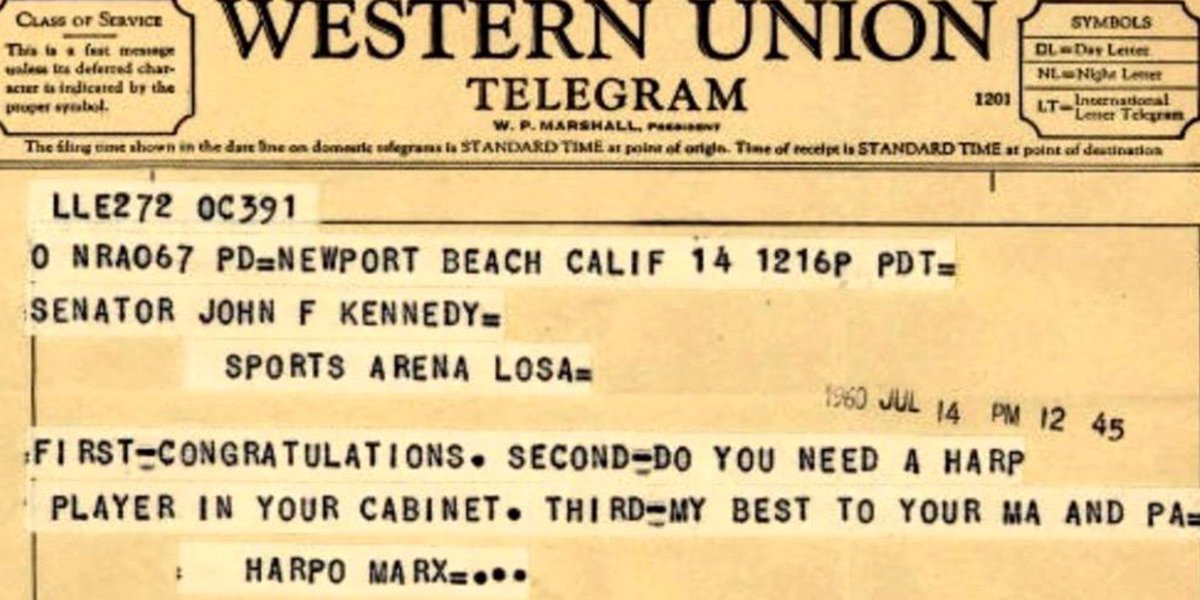 CLASS OF SERVICE
This is a fast message
unless its deferred char-
acter is indicated by the
proper symbol.
WESTERN UNION
TELEGRAM
W. P. MARSHALL, PRESIDENT
1201
SYMBOLS
DL=Day Letter
NL=Night Letter
LT=International
Letter Telegram
The filing time shown in the date line on domestic telegrams is STANDARD TIME at point of origin. Time of receipt is STANDARD TIME at point of destination
LLE272 OC391
O NRA067 PD=NEWPORT BEACH CALIF 14 1216P PDT=
SENATOR JOHN F KENNEDY=
SPORTS ARENA LOSA=
1960 JUL 14 PM 12 45
:FIRST-CONGRATULATIONS. SECOND-DO YOU NEED A HARP
PLAYER IN YOUR CABINET. THIRD-MY BEST TO YOUR MA AND PA=
: HARPO MARX=...